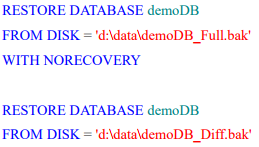 RESTORE DATABASE demoDB
FROM DISK = 'd:\data\demoDB_Full.bak'
WITH NORECOVERY
RESTORE DATABASE demoDB
FROM DISK = 'd:\data\demoDB_Diff.bak'